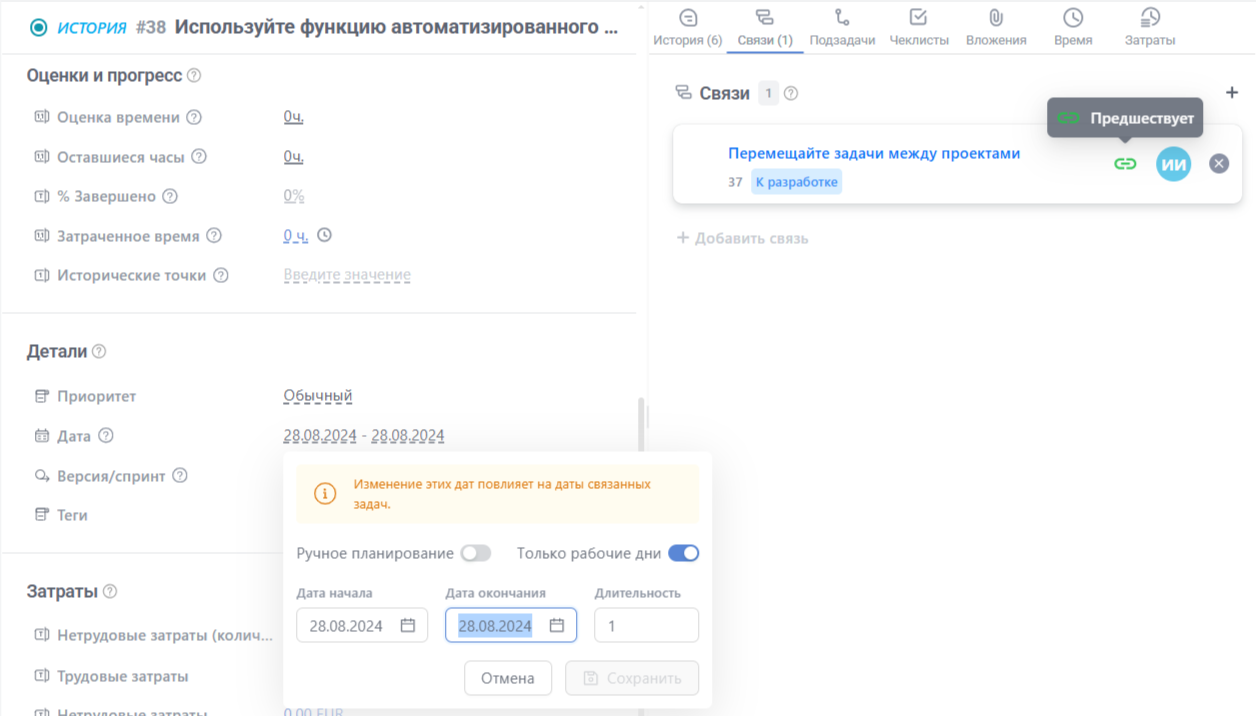 ИСТОРИЯ #38 Используйте функцию автоматизированного ...
Оценки и прогресс
Оценка времени 0ч.
Оставшиеся часы 0ч.
% Завершено 0%
Затраченное время 0 ч.
Исторические точки Введите значение
Детали
Приоритет Обычный
Дата 28.08.2024 - 28.08.2024
Версия/спринт
Теги
Изменение этих дат повлияет на даты связанных
задач.
Ручное планирование Только рабочие дни
Дата начала Дата окончания Длительность
28.08.2024 28.08.2024 1
Отмена Сохранить
Затраты
Нетрудовые затраты (колич...
Трудовые затраты
Нетрудовые затраты 0,00 EUR
История (6) Связи (1) Подзадачи Чеклисты Вложения Время Затраты
Связи 1
Предшествует
Перемещайте задачи между проектами
ИИ
37 К разработке
+ Добавить связь